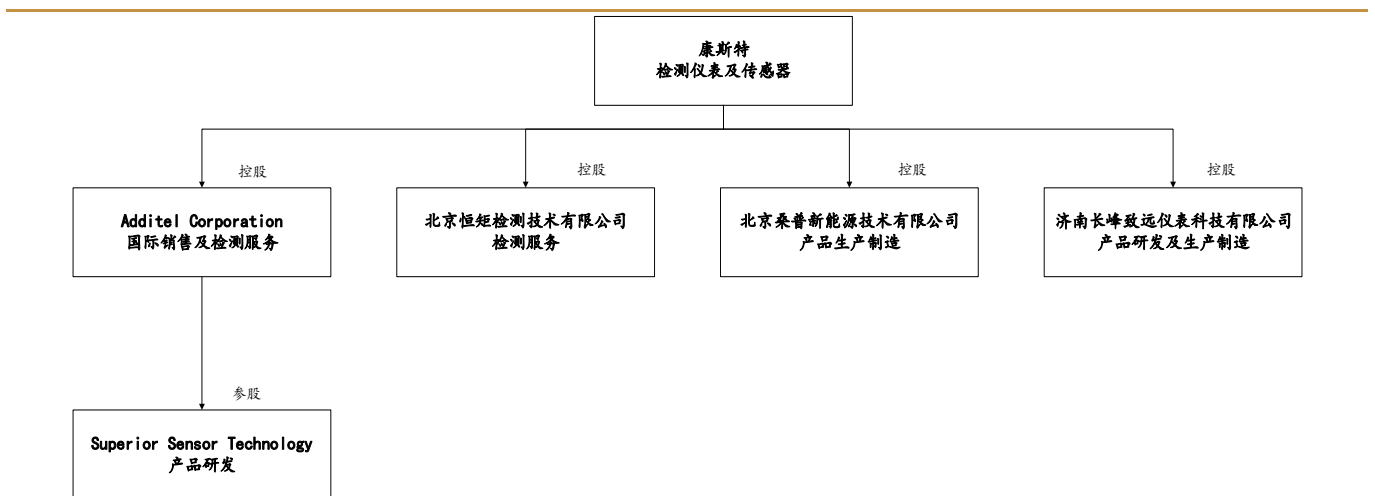 康斯特
检测仪表及传感器
控股
控股
控股
控股
Additel Corporation
国际销售及检测服务
北京恒矩检测技术有限公司
检测服务
北京桑普新能源技术有限公司
产品生产制造
济南长峰致远仪表科技有限公司
产品研发及生产制造
参股
Superior Sensor Technology
产品研发